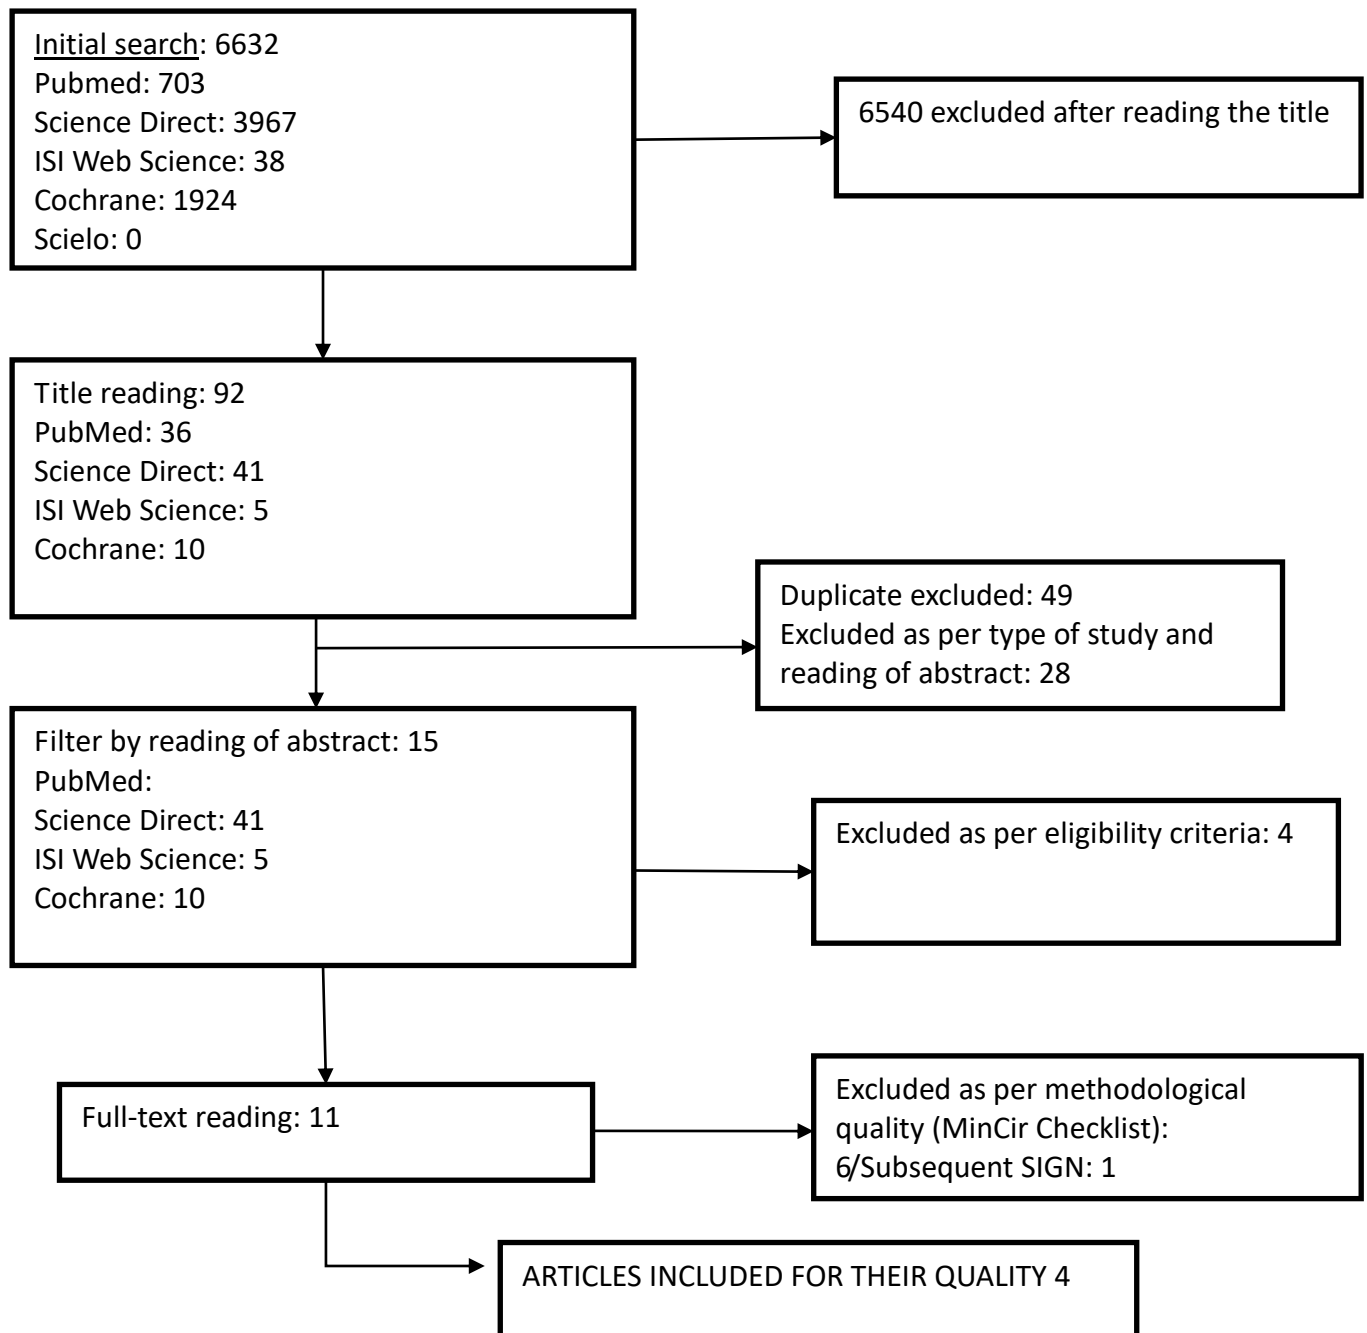 Initial search: 6632
Pubmed: 703
Science Direct: 3967
ISI Web Science: 38
Cochrane: 1924
Scielo: 0
6540 excluded after reading the title
Title reading: 92
PubMed: 36
Science Direct: 41
ISI Web Science: 5
Cochrane: 10
Duplicate excluded: 49
Excluded as per type of study and
reading of abstract: 28
Filter by reading of abstract: 15
PubMed:
Science Direct: 41
ISI Web Science: 5
Cochrane: 10
Excluded as per eligibility criteria: 4
Full-text reading: 11
Excluded as per methodological
quality (MinCir Checklist):
6/Subsequent SIGN: 1
ARTICLES INCLUDED FOR THEIR QUALITY 4